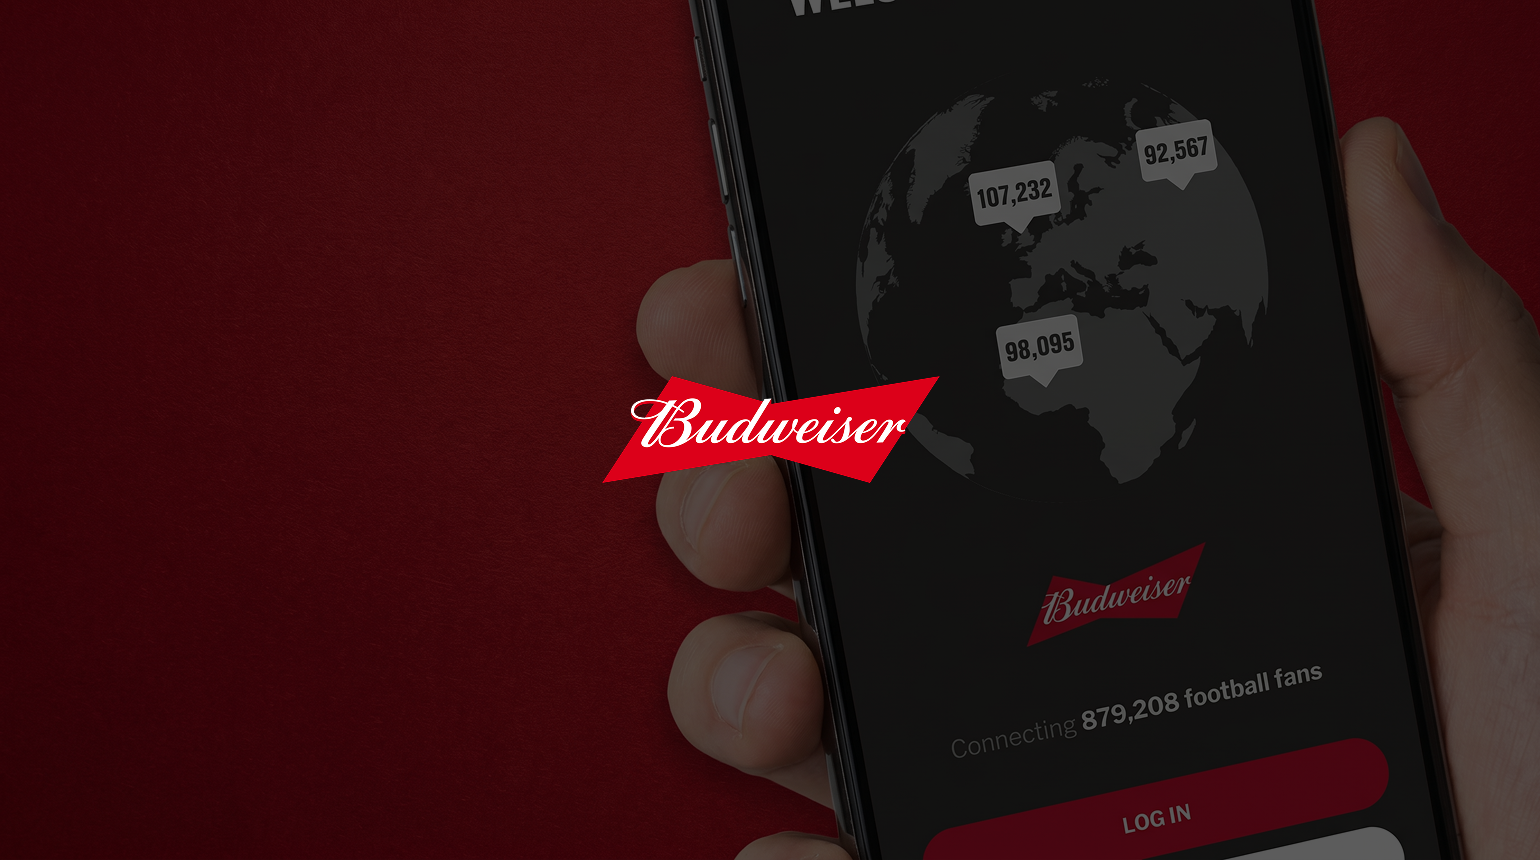 92,567
107,232
98,095
Budweiser
Budweiser
Connecting 879,208 football fans
LOG IN